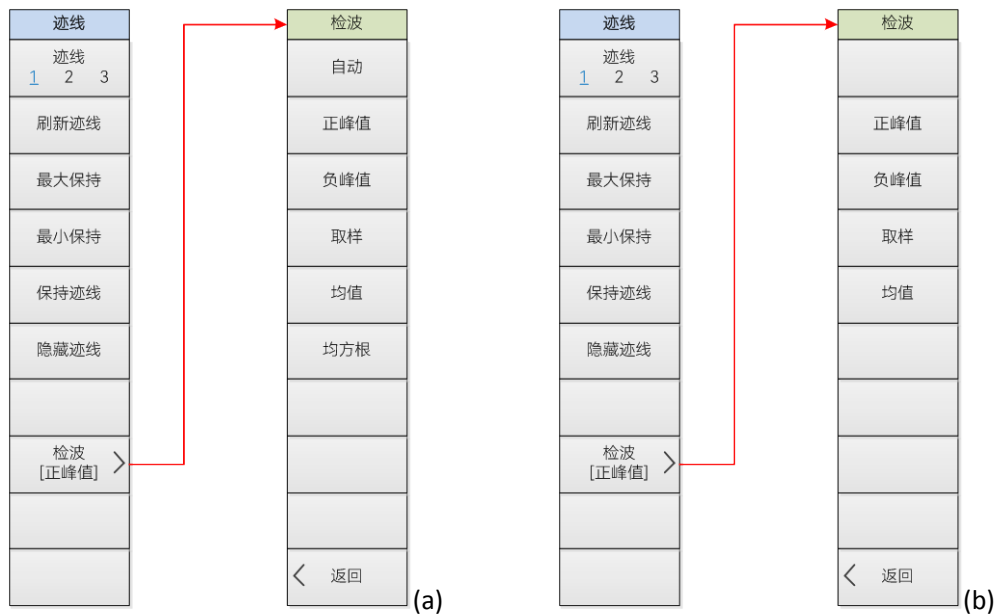 迹线
迹线
1 2 3
刷新迹线
最大保持
最小保持
保持迹线
隐藏迹线
检波
[正峰值]
检波
自动
正峰值
负峰值
取样
均值
均方根
返回
(a)
迹线
迹线
1 2 3
刷新迹线
最大保持
最小保持
保持迹线
隐藏迹线
检波
[正峰值]
检波
正峰值
负峰值
取样
均值
返回
(b)